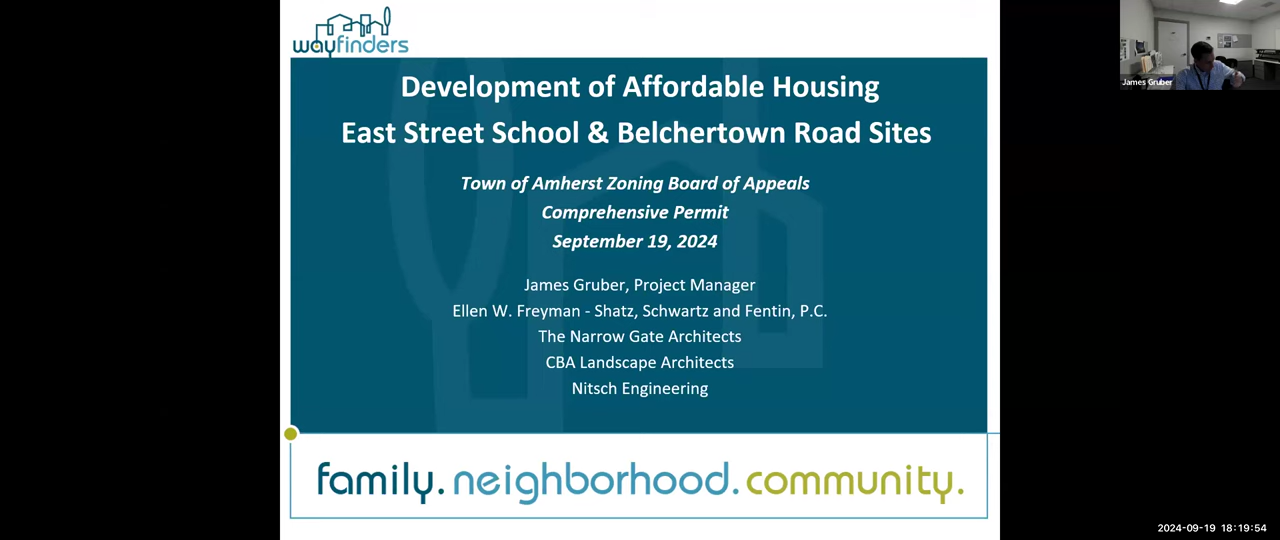 wayfinders
Development of Affordable Housing
East Street School & Belchertown Road Sites
Town of Amherst Zoning Board of Appeals
Comprehensive Permit
September 19, 2024
James Gruber, Project Manager
Ellen W. Freyman - Shatz, Schwartz and Fentin, P.C.
The Narrow Gate Architects
CBA Landscape Architects
Nitsch Engineering
family. neighborhood. community.
James Gruber
2024-09-19 18:19:54